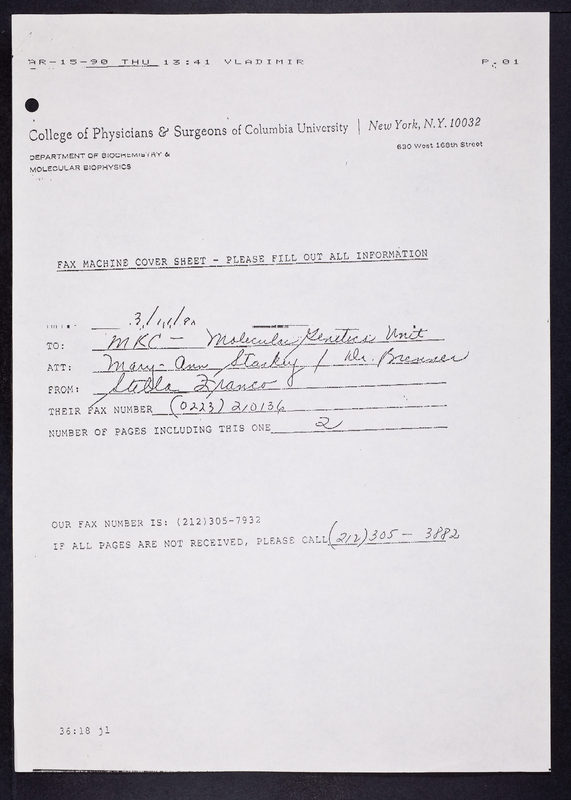 AR-15-90 THU 13:41 VLADIMIR P.01
College of Physicians & Surgeons of Columbia University | New York, N.Y. 10032
630 West 168th Street
DEPARTMENT OF BIOCHEMISTRY &
MOLECULAR BIOPHYSICS
FAX MACHINE COVER SHEET - PLEASE FILL OUT ALL INFORMATION
TO: MRC - Molecular Genetics Unit
ATT: Mary-Ann Starkey / Dr. Brenner
FROM: Stella Franco
THEIR FAX NUMBER (0223) 210136
NUMBER OF PAGES INCLUDING THIS ONE 2
OUR FAX NUMBER IS: (212)305-7932
IF ALL PAGES ARE NOT RECEIVED, PLEASE CALL (212)305-3882
36:18 jl